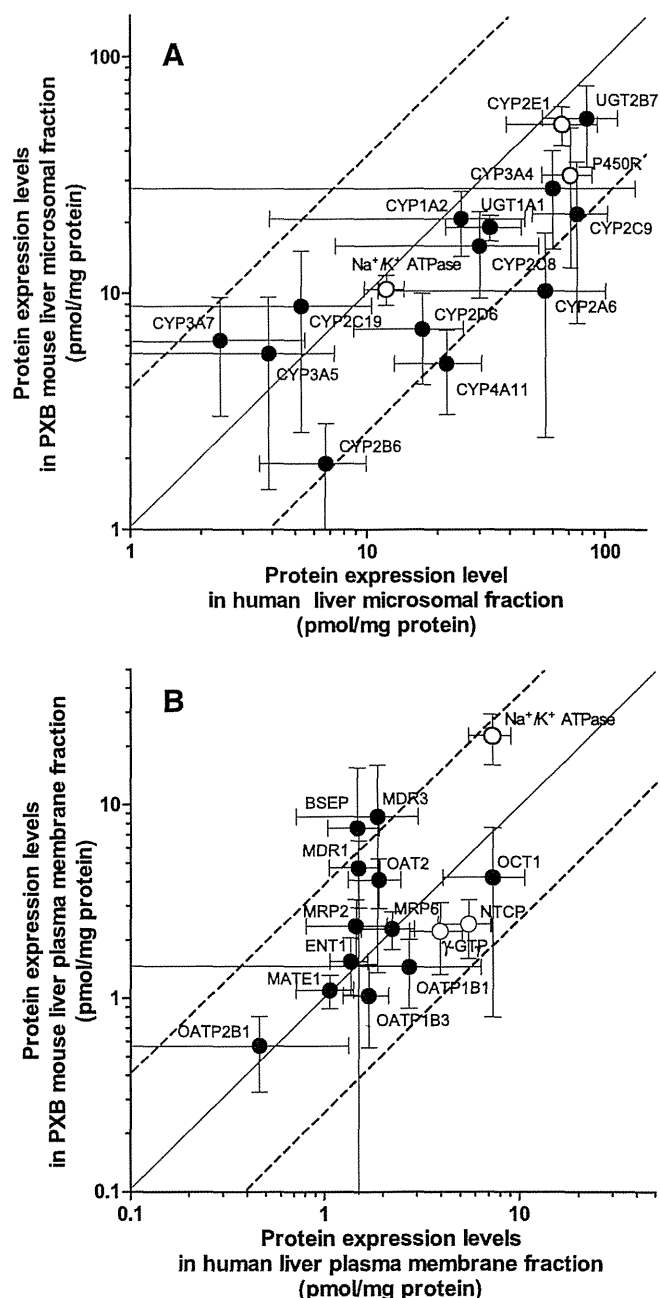 A
Protein expression levels
in PXB mouse liver microsomal fraction
(pmol/mg protein)
100
10
1
CYP2E1
UGT2B7
P450R
CYP3A4
CYP1A2
UGT1A1
CYP2C9
Na⁺/K⁺ ATPase
CYP2C8
CYP2A6
CYP3A7
CYP2C19
CYP2D6
CYP3A5
CYP4A11
CYP2B6
1
10
100
Protein expression level
in human liver microsomal fraction
(pmol/mg protein)
B
Protein expression levels
in PXB mouse liver plasma membrane fraction
(pmol/mg protein)
10
1
0.1
Na⁺/K⁺ ATPase
BSEP
MDR3
MDR1
OAT2
OCT1
MRP2
MRP6
NTCP
ENT1
γ-GTP
MATE1
OATP1B1
OATP1B3
OATP2B1
0.1
1
10
Protein expression levels
in human liver plasma membrane fraction
(pmol/mg protein)